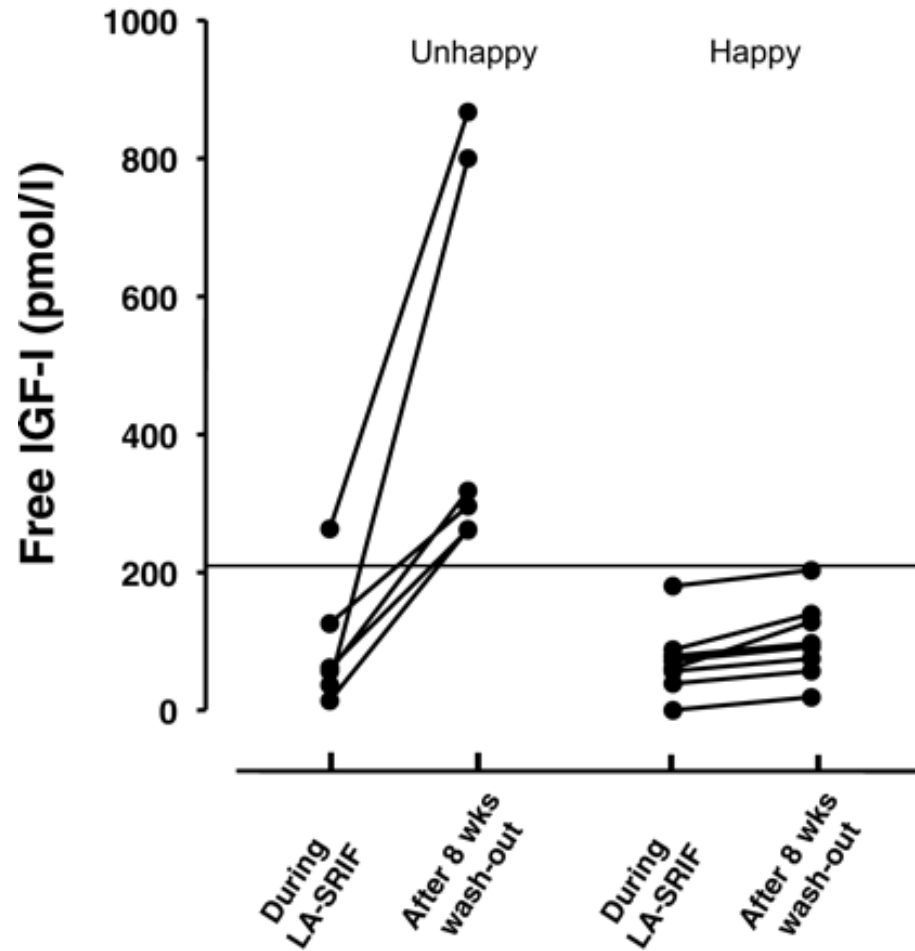 Unhappy Happy
Free IGF-I (pmol/l)
1000
800
600
400
200
0
During
LA-SRIF
After 8 wks
wash-out
During
LA-SRIF
After 8 wks
wash-out